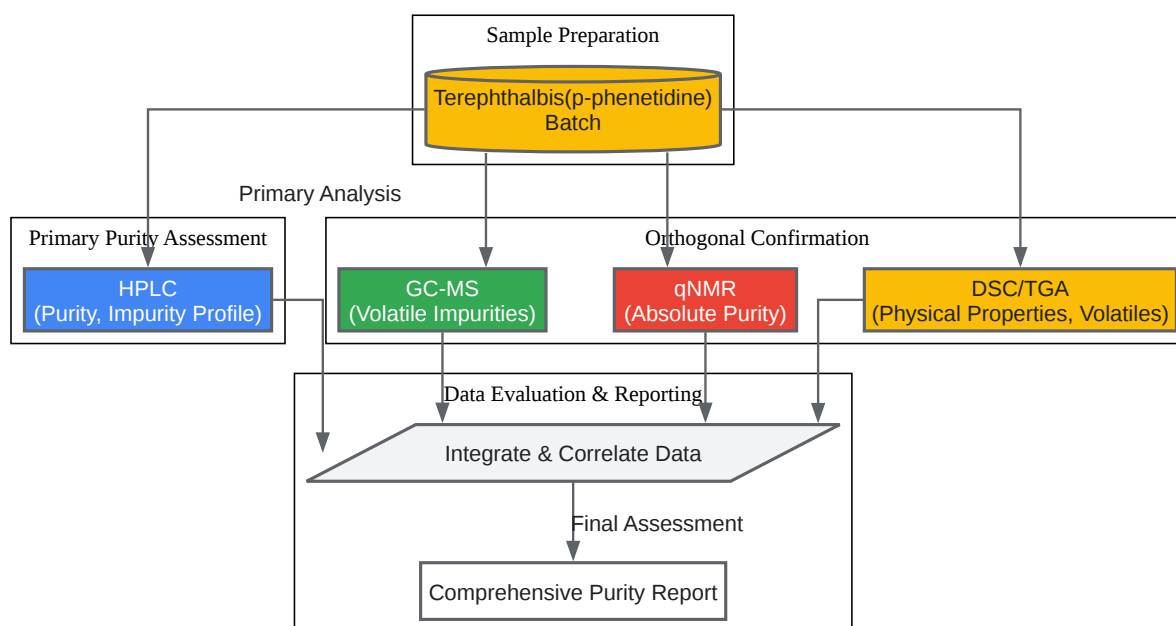 Sample Preparation
Terephthalbis(p-phenetidine)
Batch
Primary Analysis
Primary Purity Assessment
Orthogonal Confirmation
HPLC
(Purity, Impurity Profile)
GC-MS
(Volatile Impurities)
qNMR
(Absolute Purity)
DSC/TGA
(Physical Properties, Volatiles)
Data Evaluation & Reporting
Integrate & Correlate Data
Final Assessment
Comprehensive Purity Report